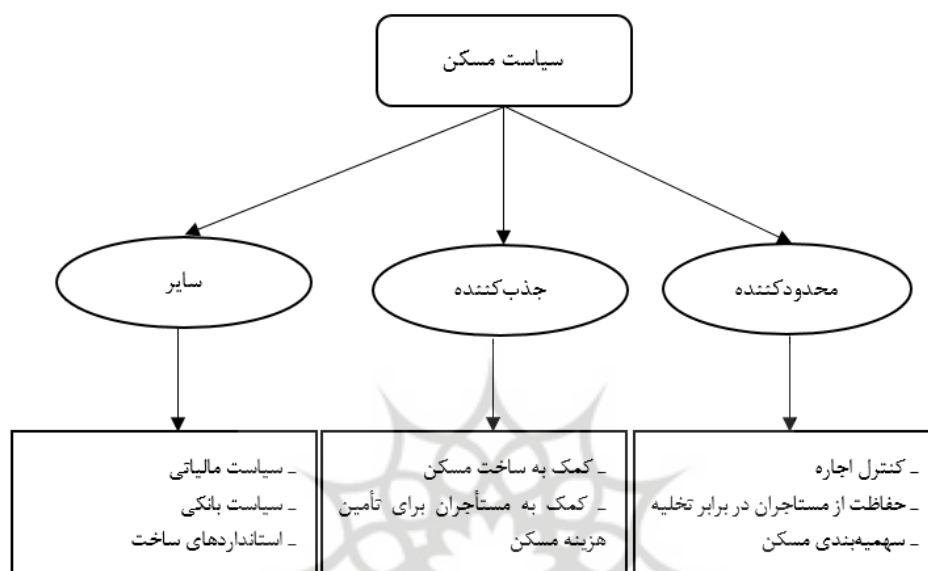 سیاست مسکن
محدودکننده
جذب‌کننده
سایر
ـ کنترل اجاره
ـ حفاظت از مستاجران در برابر تخلیه
ـ سهمیه‌بندی مسکن
ـ کمک به ساخت مسکن
ـ کمک به مستأجران برای تأمین
هزینه مسکن
ـ سیاست مالیاتی
ـ سیاست بانکی
ـ استانداردهای ساخت